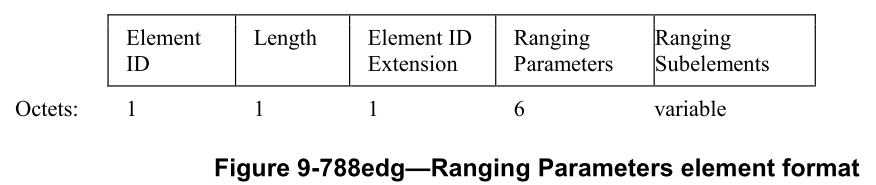 Element Length Element ID Ranging Ranging
ID Extension Parameters Subelements
Octets: 1 1 1 6 variable
Figure 9-788edg—Ranging Parameters element format